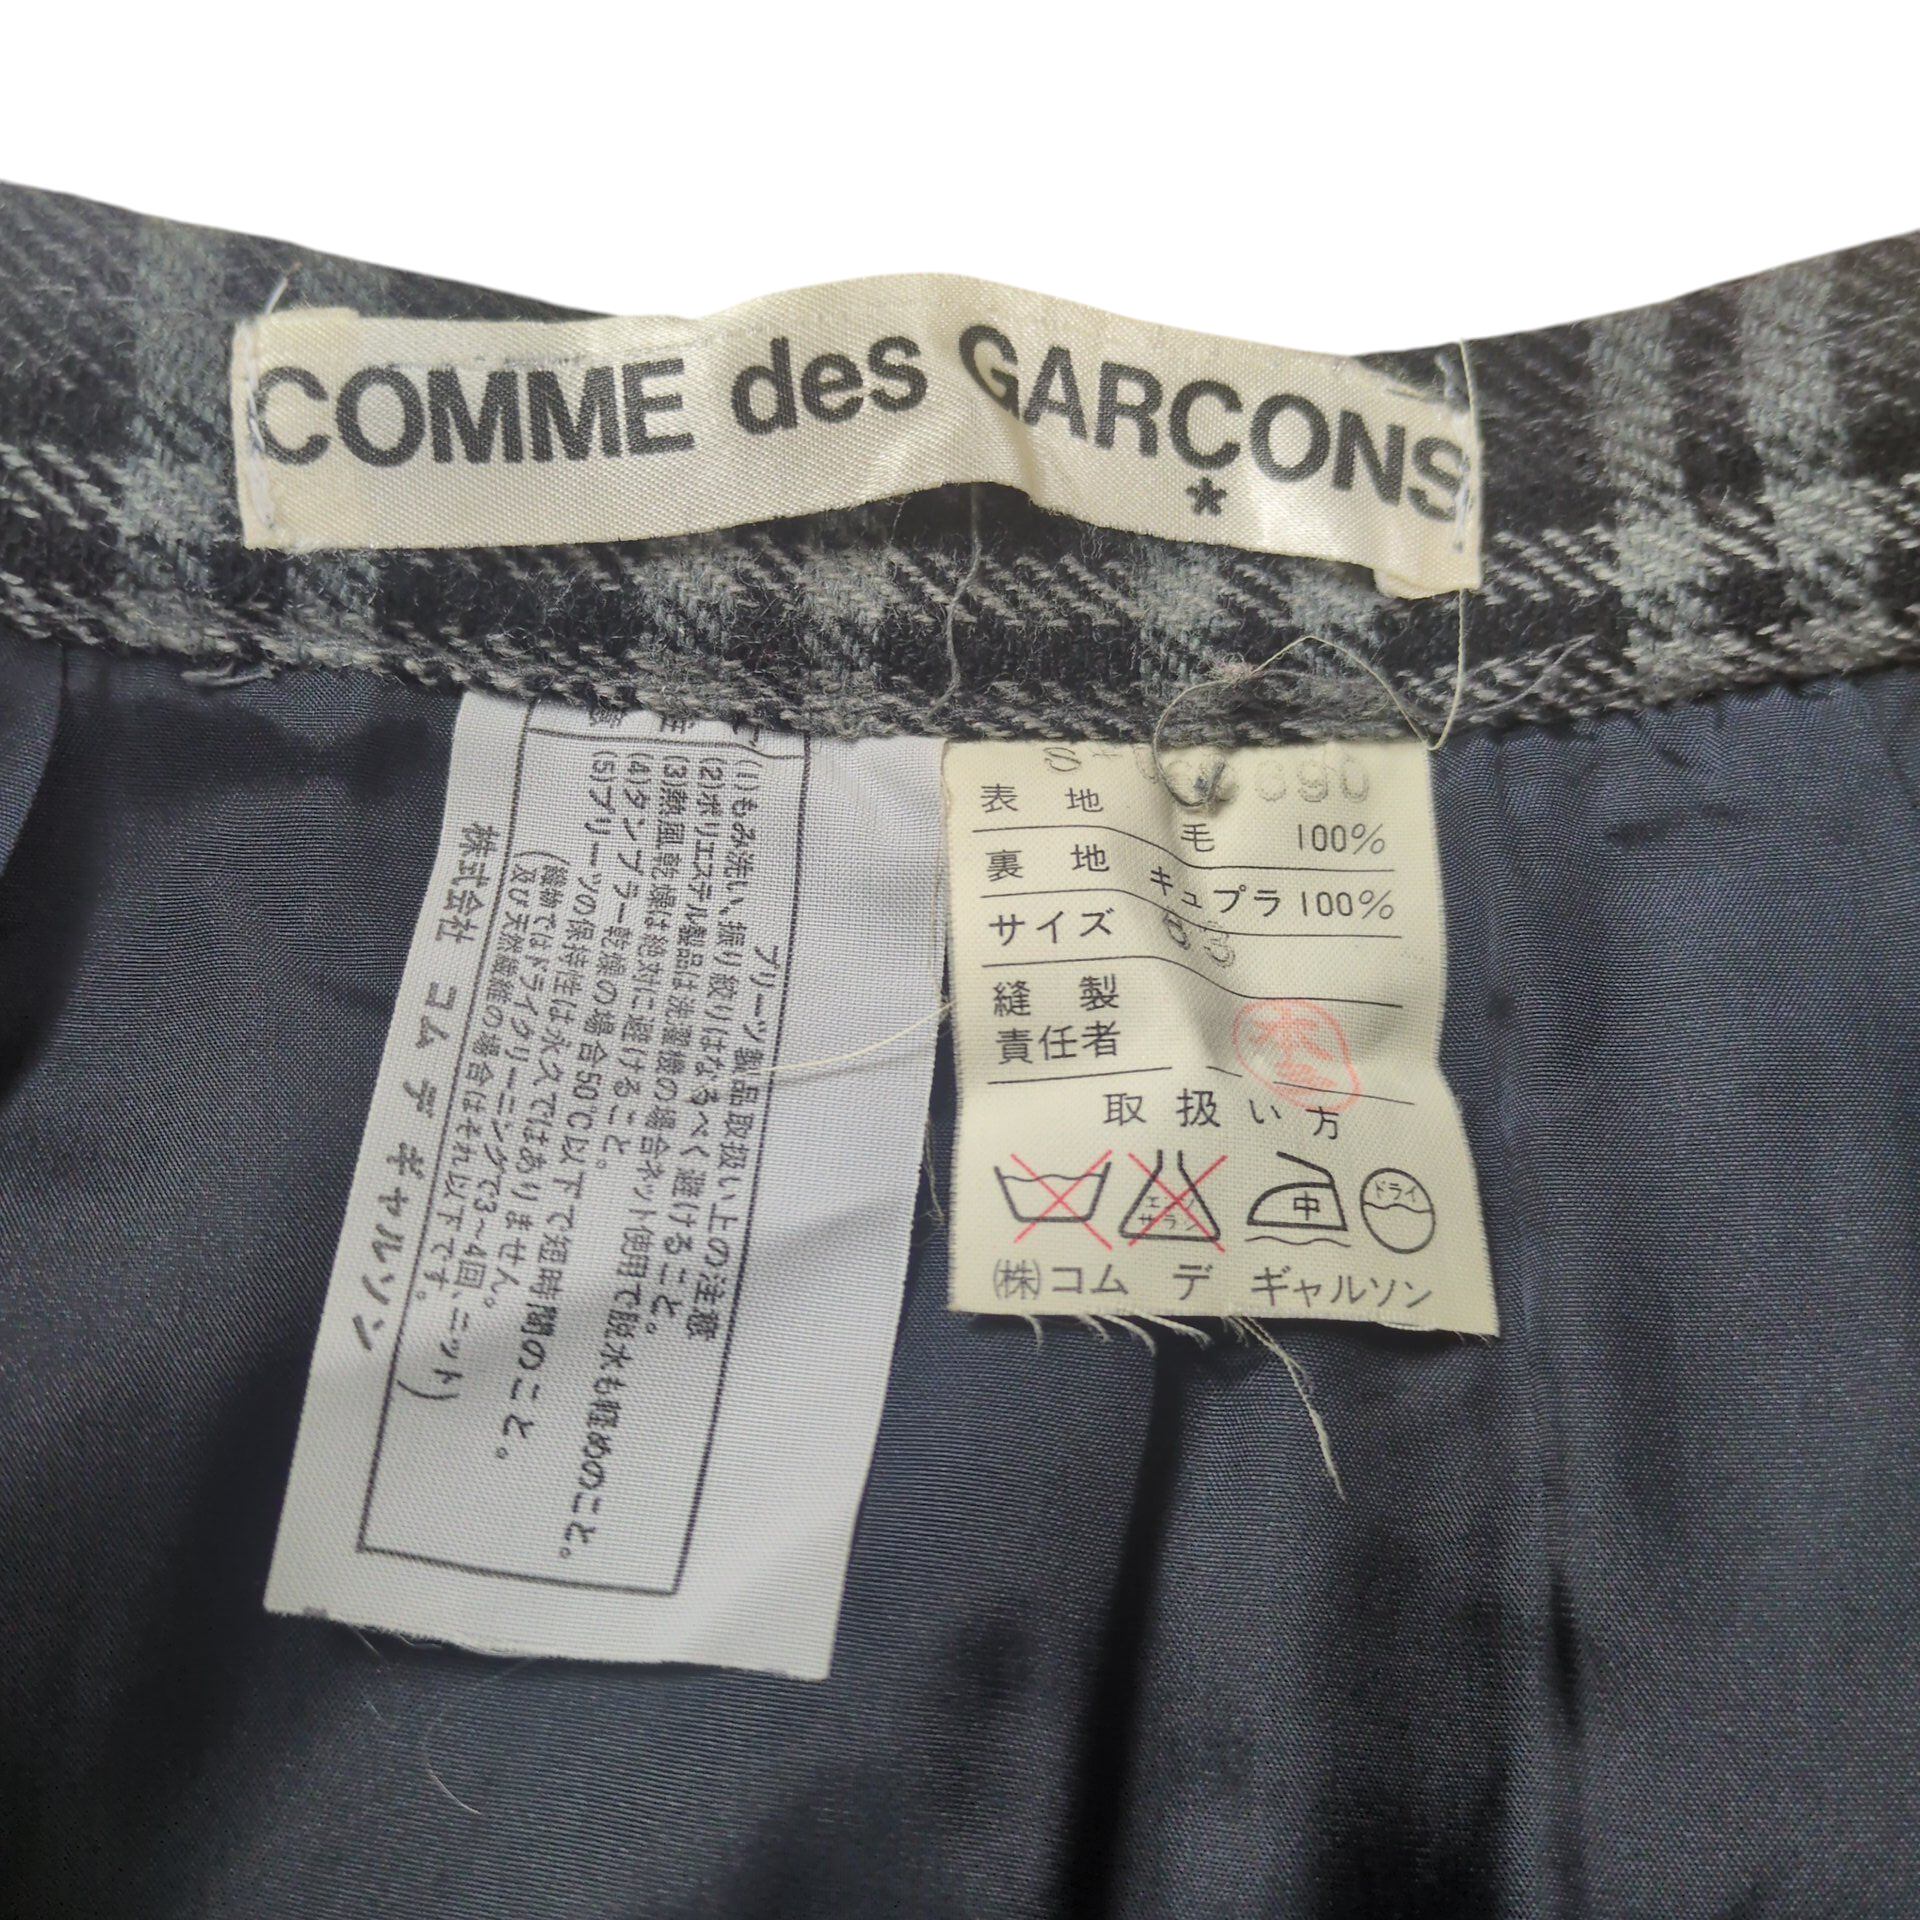 COMME des GARÇONS
*
プリーツ製品取扱い上の注意
(1)もみ洗い、振り絞りはなるべく避けること
(2)ポリエステル製品は洗濯機の場合ネット使用で脱水も軽めのこと。
(3)熱風乾燥は絶対に避けること。
(4)タンブラー乾燥の場合50℃以下で短時間のこと。
(5)プリーツの保持性は永久ではありません。
(織物ではドライクリーニングで3~4回、ニット)
及び天然繊維の場合はそれ以下です。
株式会社 コム デ ギャルソン
表地 毛 100%
裏地 キュプラ 100%
サイズ
縫製
責任者
取扱い方
エンソ
サラシ
中
ドライ
(株)コム デ ギャルソン